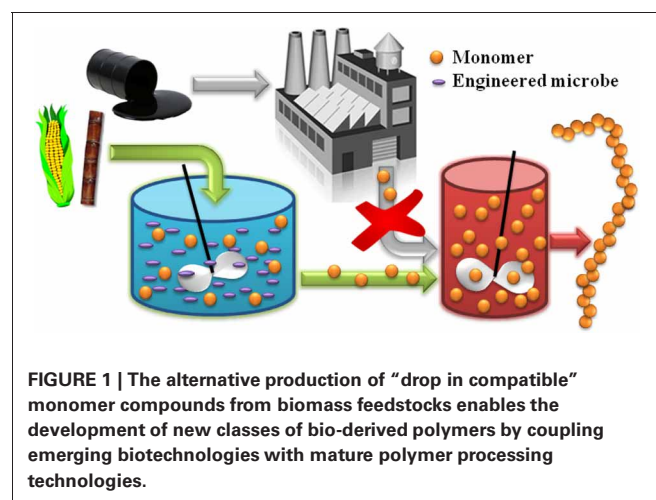 Monomer
Engineered microbe
FIGURE 1 | The alternative production of “drop in compatible”
monomer compounds from biomass feedstocks enables the
development of new classes of bio-derived polymers by coupling
emerging biotechnologies with mature polymer processing
technologies.